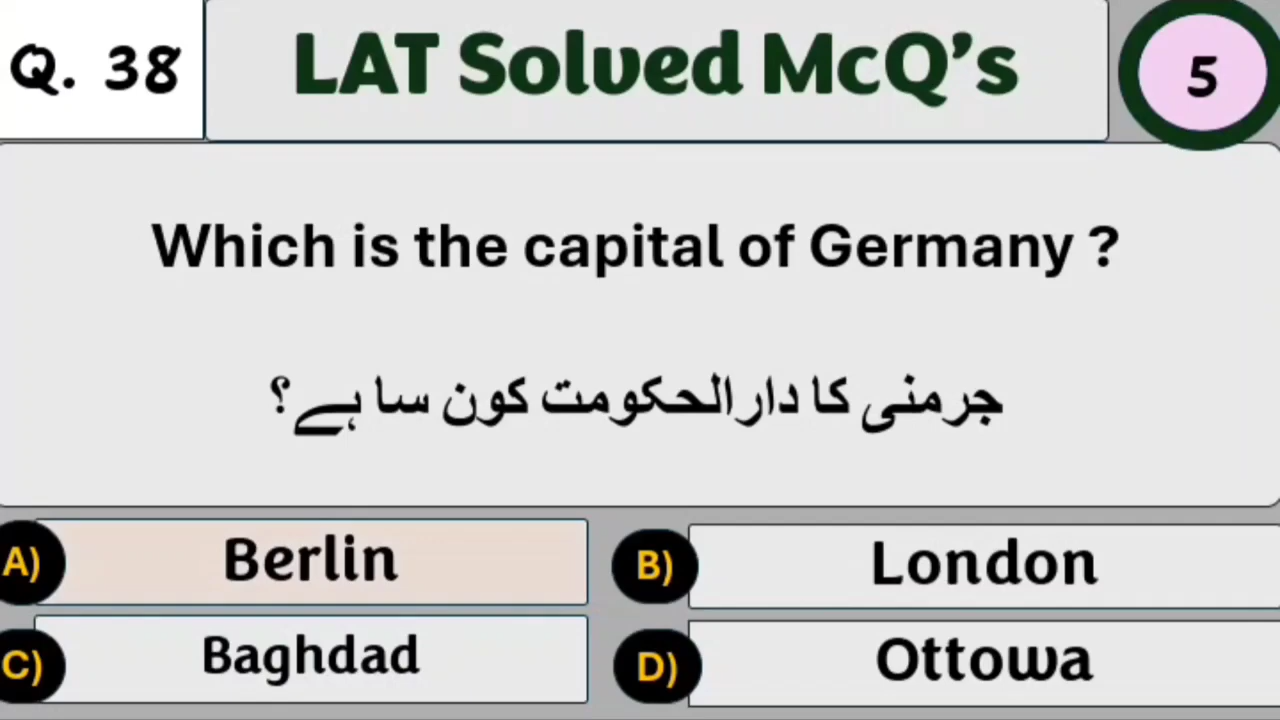 Q. 38
LAT Solved McQ's
5
Which is the capital of Germany ?
جرمنی کا دارالحکومت کون سا ہے؟
A) Berlin
B) London
C) Baghdad
D) Ottowa